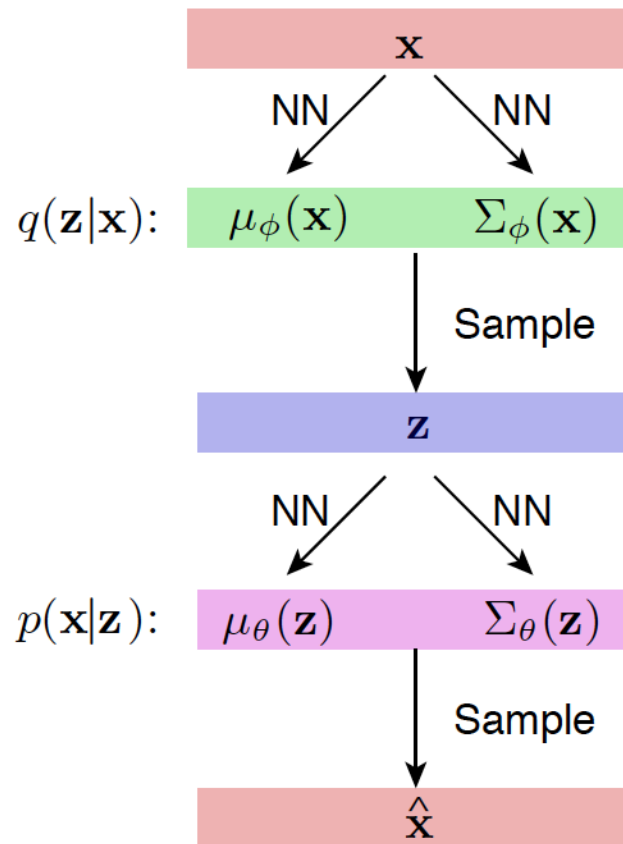 x
NN NN
q(z|x): μ_ϕ(x) Σ_ϕ(x)
Sample
z
NN NN
p(x|z): μ_θ(z) Σ_θ(z)
Sample
x̂